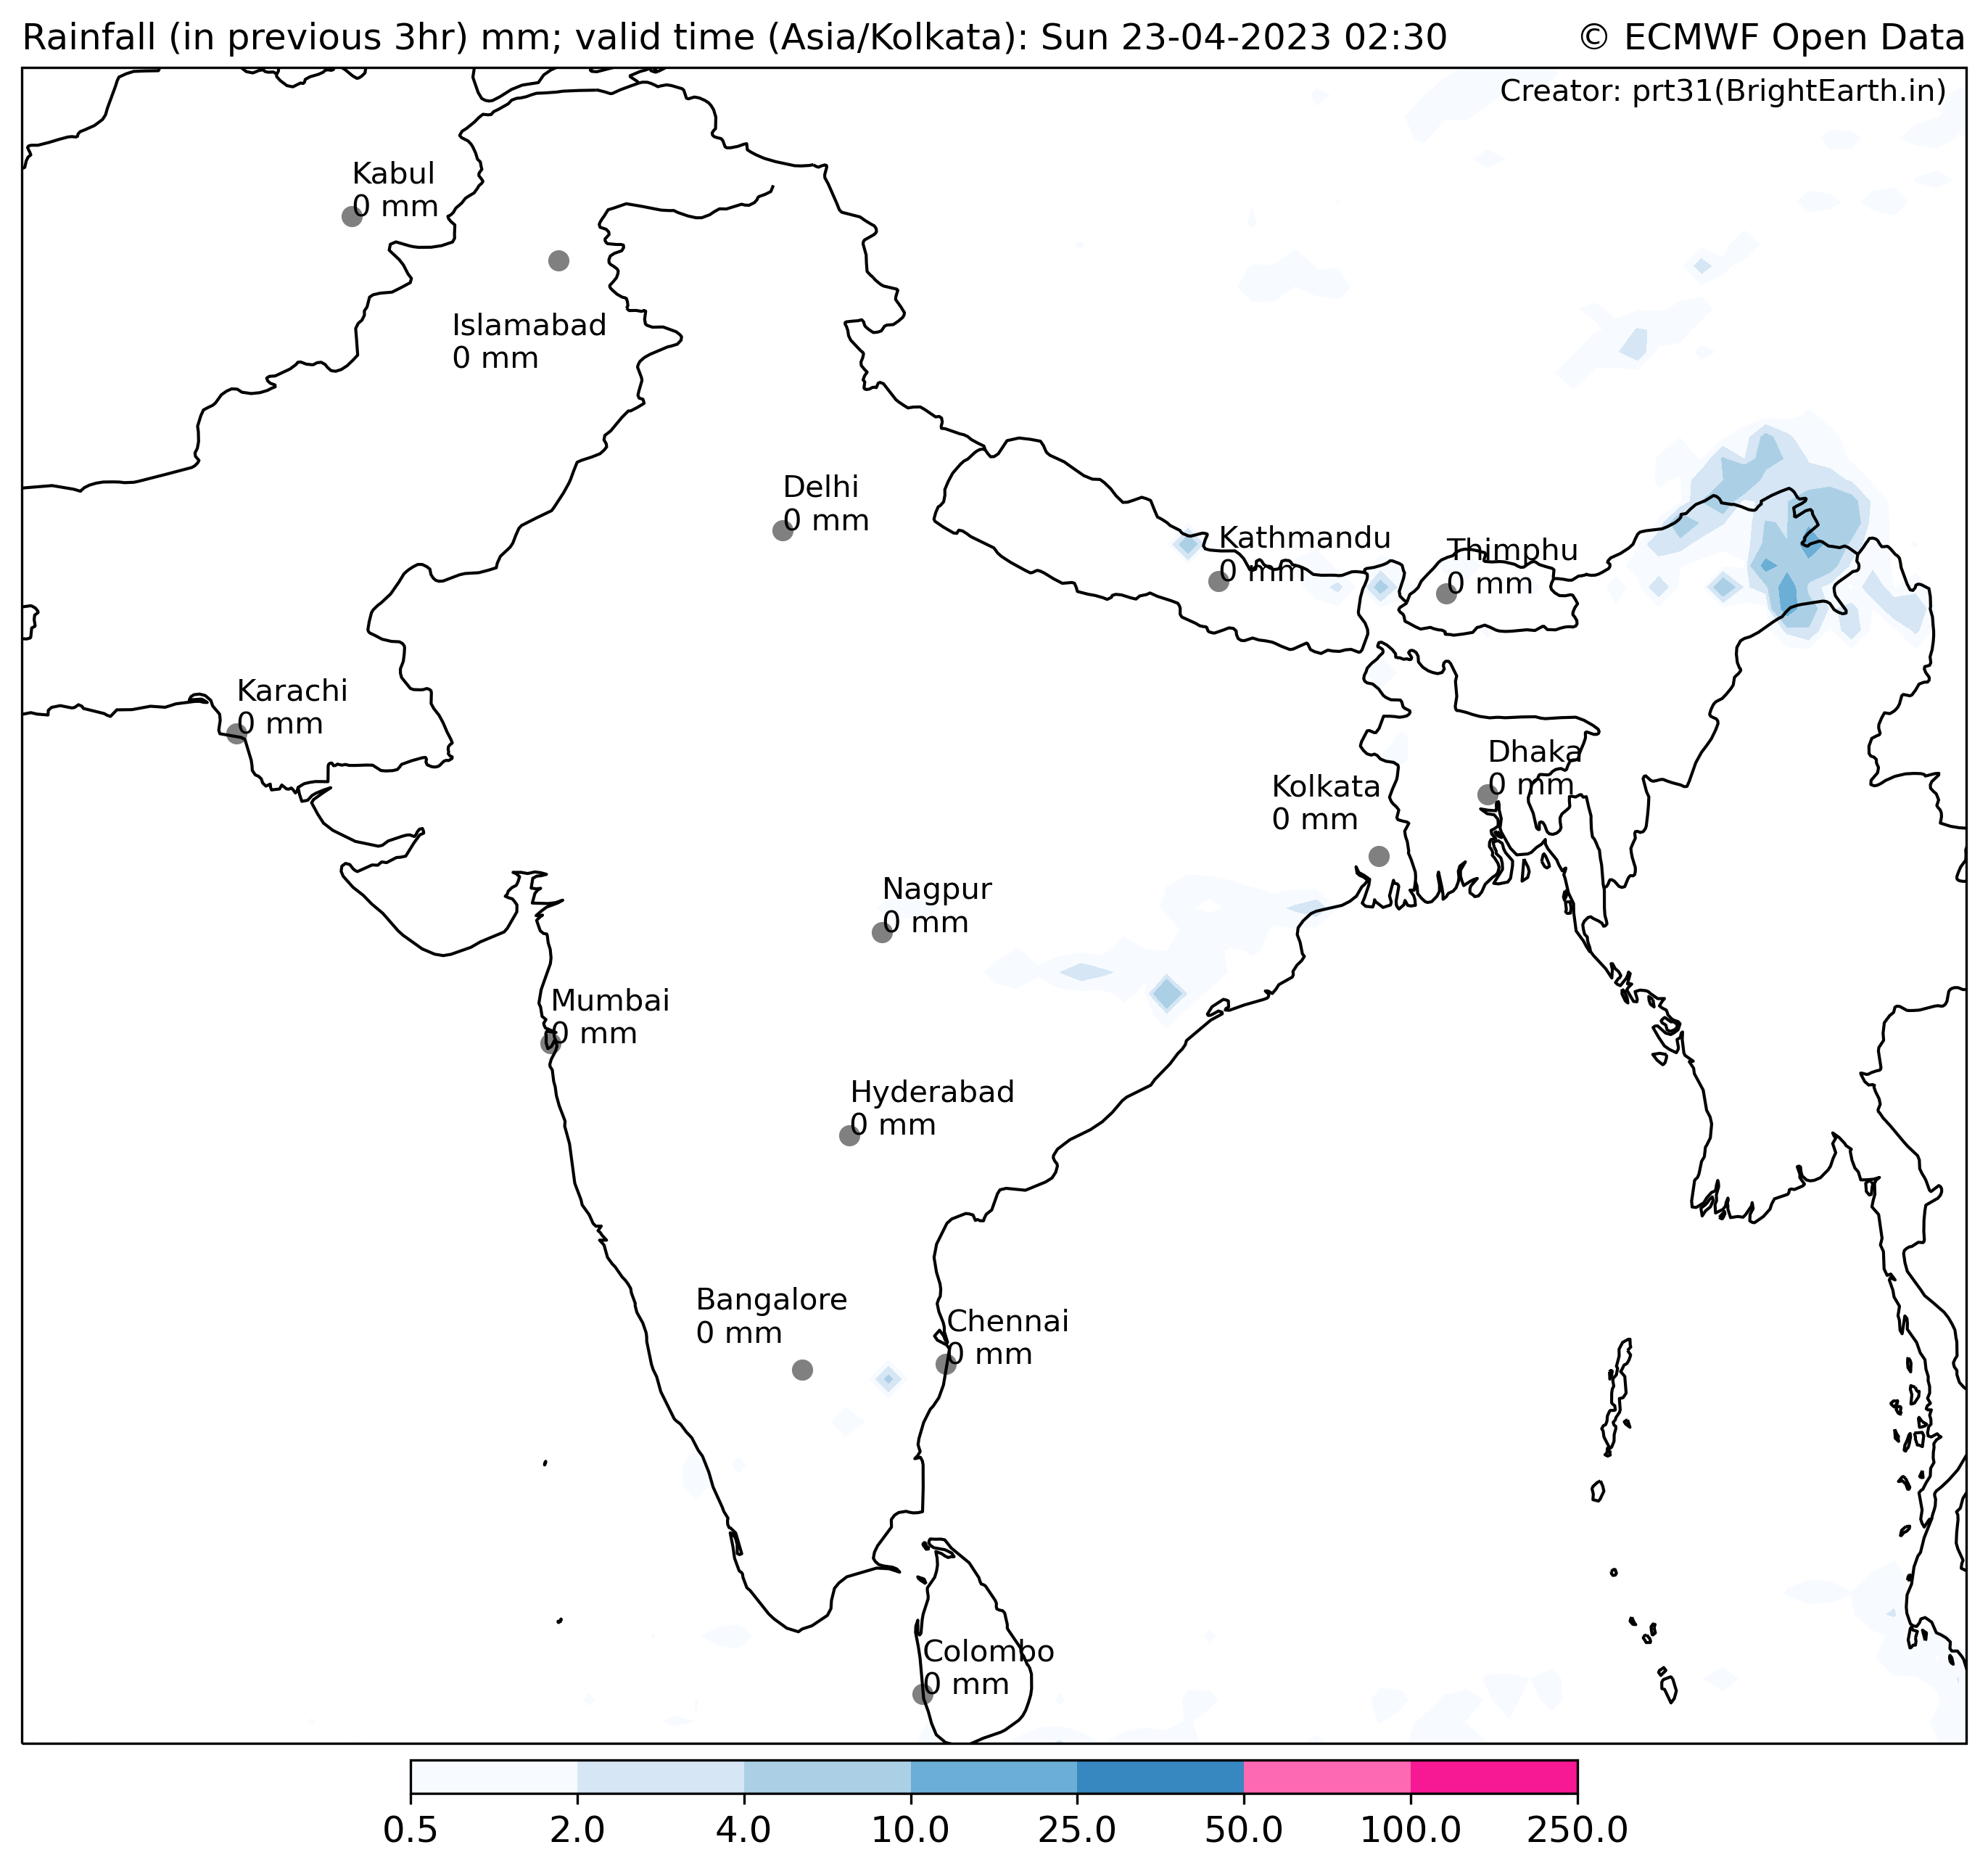 Rainfall (in previous 3hr) mm; valid time (Asia/Kolkata): Sun 23-04-2023 02:30
© ECMWF Open Data
Creator: prt31(BrightEarth.in)
Kabul
0 mm
Islamabad
0 mm
Delhi
0 mm
Kathmandu
0 mm
Thimphu
0 mm
Karachi
0 mm
Dhaka
0 mm
Kolkata
0 mm
Nagpur
0 mm
Mumbai
0 mm
Hyderabad
0 mm
Bangalore
0 mm
Chennai
0 mm
Colombo
0 mm
0.5 2.0 4.0 10.0 25.0 50.0 100.0 250.0